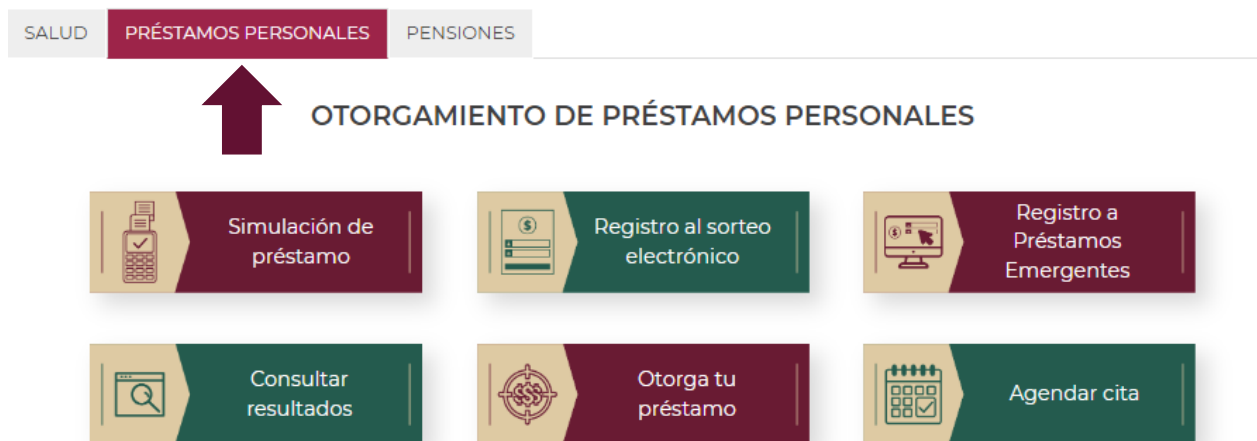 SALUD PRÉSTAMOS PERSONALES PENSIONES
OTORGAMIENTO DE PRÉSTAMOS PERSONALES
Simulación de
préstamo
Registro al sorteo
electrónico
Registro a
Préstamos
Emergentes
Consultar
resultados
Otorga tu
préstamo
Agendar cita